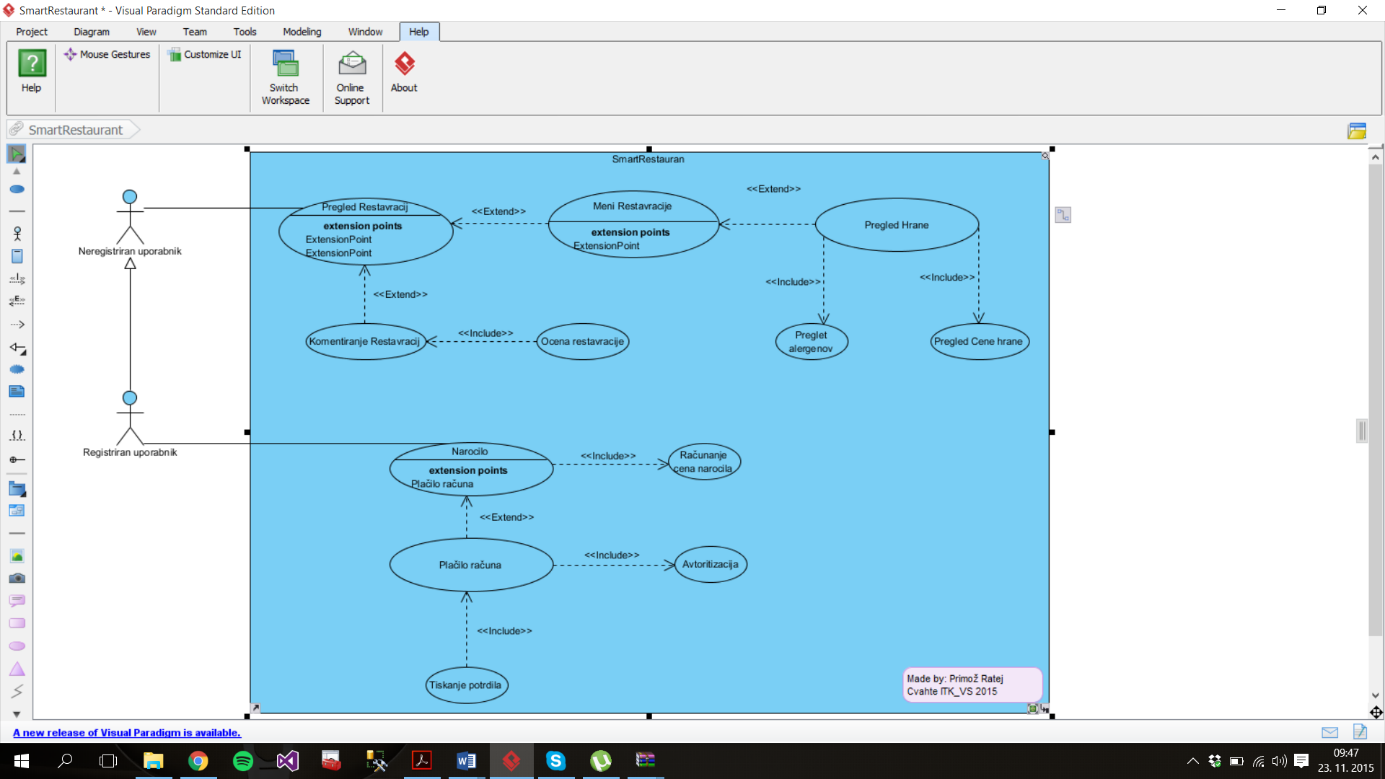 SmartRestaurant * - Visual Paradigm Standard Edition
Project Diagram View Team Tools Modeling Window Help
Help
Mouse Gestures
Customize UI
Switch
Workspace
Online
Support
About
SmartRestaurant
SmartRestauran
Neregistriran uporabnik
Pregled Restavracij
extension points
ExtensionPoint
ExtensionPoint
<<Extend>>
Meni Restavracije
extension points
ExtensionPoint
<<Extend>>
Pregled Hrane
<<Extend>>
<<Include>>
<<Include>>
Komentiranje Restavracij
<<Include>>
Ocena restavracije
Preglet
alergenov
Pregled Cene hrane
Registriran uporabnik
Narocilo
extension points
Plačilo računa
<<Include>>
Računanje
cena narocila
<<Extend>>
Plačilo računa
<<Include>>
Avtoritizacija
<<Include>>
Tiskanje potrdila
Made by: Primož Ratej
Cvahte ITK_VS 2015
A new release of Visual Paradigm is available.
09:47
23. 11. 2015